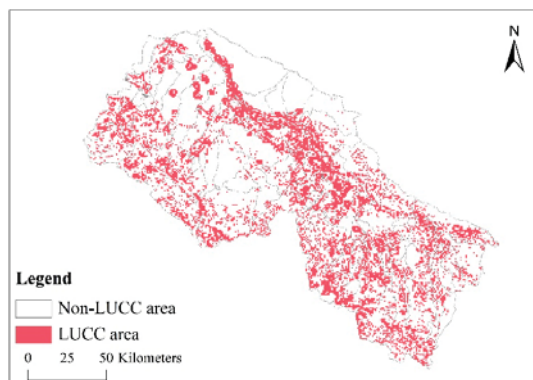 N
Legend
Non-LUCC area
LUCC area
0 25 50 Kilometers